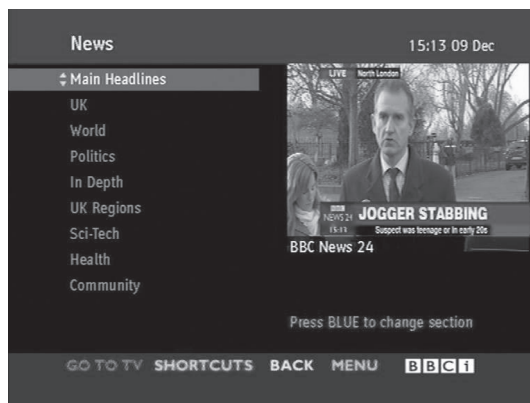 News 15:13 09 Dec
Main Headlines
UK
World
Politics
In Depth
UK Regions
Sci-Tech
Health
Community
LIVE North London
BBC
NEWS 24 JOGGER STABBING
15:13 Suspect was teenage or in early 20s
BBC News 24
Press BLUE to change section
GO TO TV SHORTCUTS BACK MENU BBCi